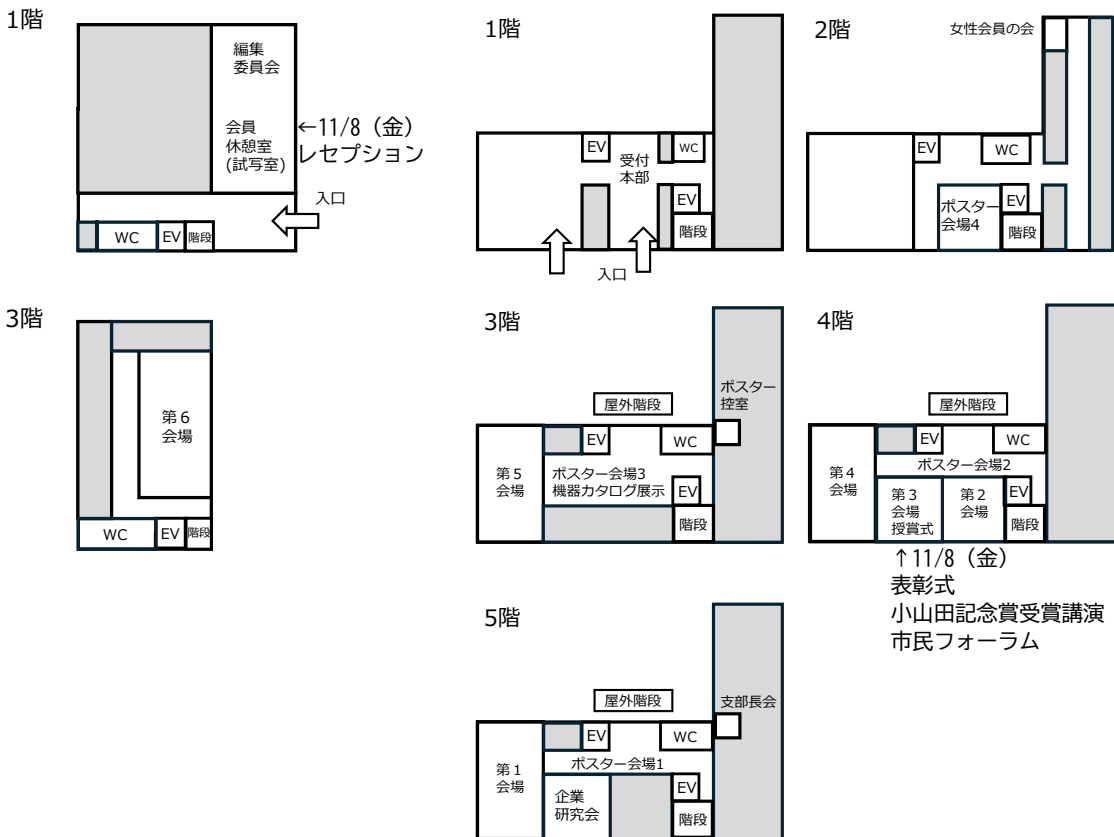 1階
編集
委員会
会員
休憩室
(試写室)
←11/8（金）
レセプション
入口
WC
EV
階段
1階
EV
受付
本部
WC
EV
階段
入口
2階
女性会員の会
EV
WC
ポスター
会場4
EV
階段
3階
第６
会場
WC
EV
階段
3階
屋外階段
ポスター
控室
EV
WC
第５
会場
ポスター会場3
機器カタログ展示
EV
階段
4階
屋外階段
EV
WC
第４
会場
ポスター会場2
第３
会場
授賞式
第２
会場
EV
階段
↑11/8（金）
表彰式
小山田記念賞受賞講演
市民フォーラム
5階
屋外階段
支部長会
EV
WC
第１
会場
ポスター会場1
企業
研究会
EV
階段